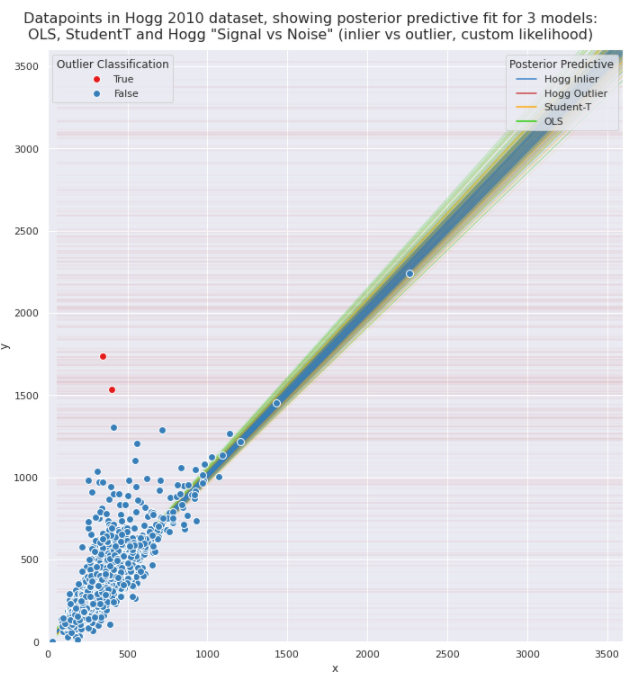 Datapoints in Hogg 2010 dataset, showing posterior predictive fit for 3 models:
OLS, StudentT and Hogg "Signal vs Noise" (inlier vs outlier, custom likelihood)
Outlier Classification
True
False
Posterior Predictive
Hogg Inlier
Hogg Outlier
Student-T
OLS
3500
3000
2500
2000
1500
1000
500
0
y
0 500 1000 1500 2000 2500 3000 3500
x